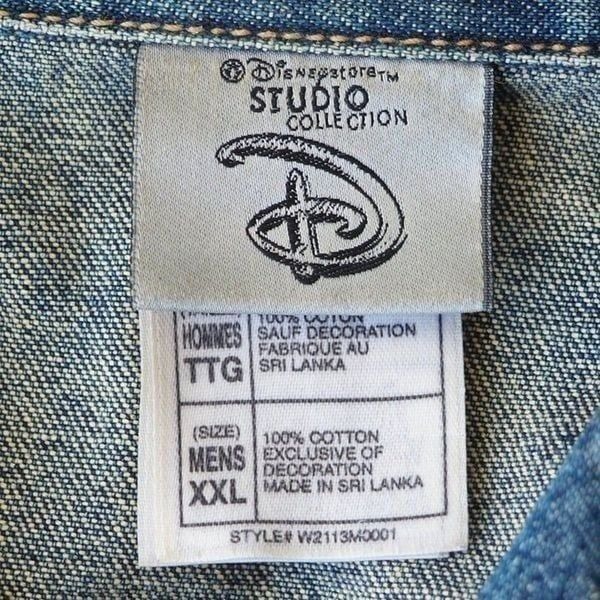 DISNEYSTORE™
STUDIO
COLLECTION
D
HOMMES
TTG
100% COTON
SAUF DECORATION
FABRIQUE AU
SRI LANKA
(SIZE)
MENS
XXL
100% COTTON
EXCLUSIVE OF
DECORATION
MADE IN SRI LANKA
STYLE# W2113M0001